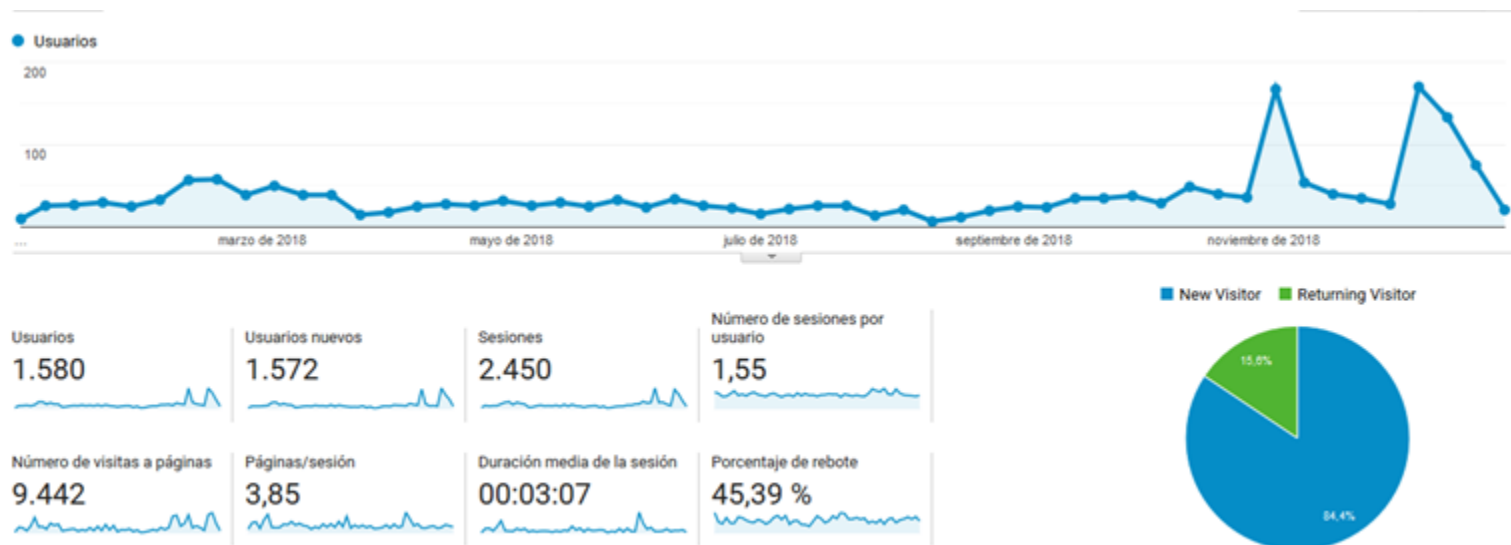 Usuarios
200
100
...
marzo de 2018
mayo de 2018
julio de 2018
septiembre de 2018
noviembre de 2018
New Visitor
Returning Visitor
Usuarios
1.580
Usuarios nuevos
1.572
Sesiones
2.450
Número de sesiones por
usuario
1,55
Número de visitas a páginas
9.442
Páginas/sesión
3,85
Duración media de la sesión
00:03:07
Porcentaje de rebote
45,39 %
15,6%
84,4%